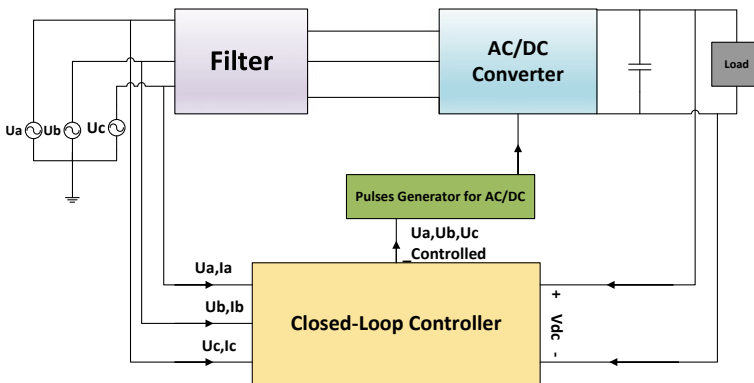 Filter
AC/DC
Converter
Load
Ua
Ub
Uc
Pulses Generator for AC/DC
Ua,Ub,Uc
_Controlled
Ua,Ia
Ub,Ib
Uc,Ic
Closed-Loop Controller
+ Vdc -